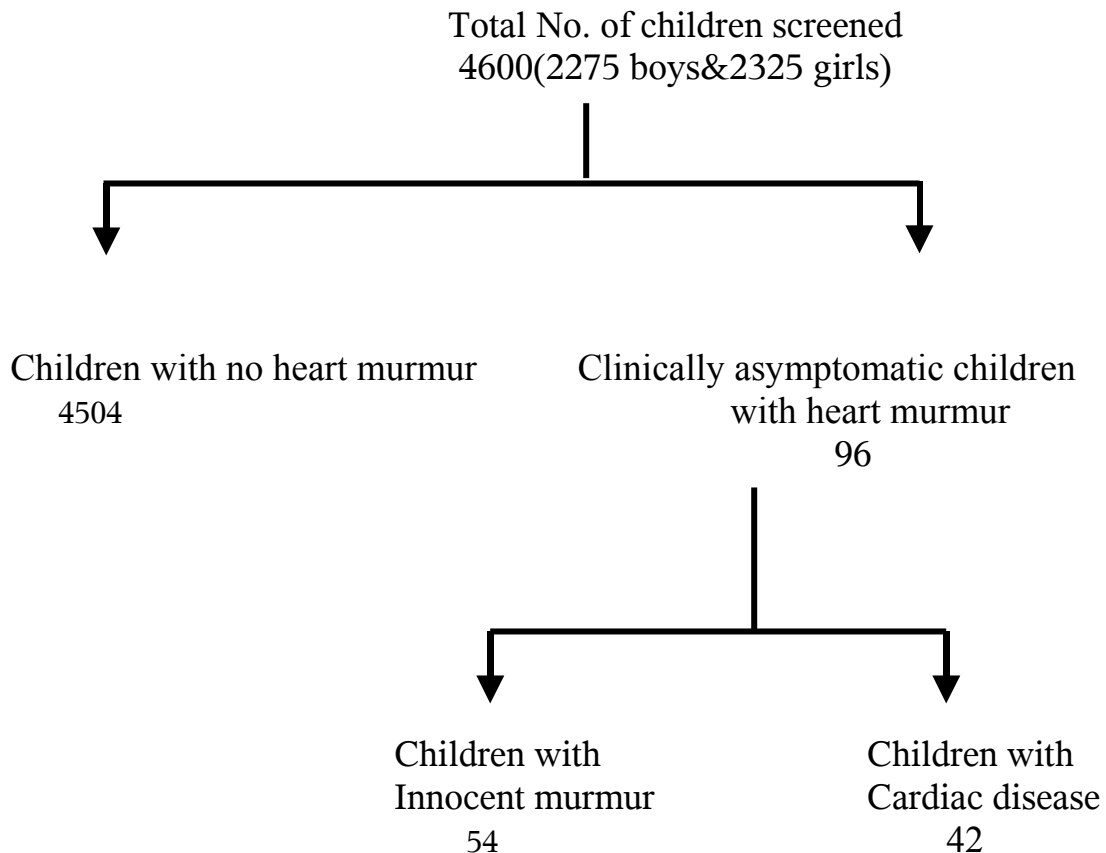 Total No. of children screened
4600(2275 boys&2325 girls)
Children with no heart murmur
4504
Clinically asymptomatic children
with heart murmur
96
Children with
Innocent murmur
54
Children with
Cardiac disease
42